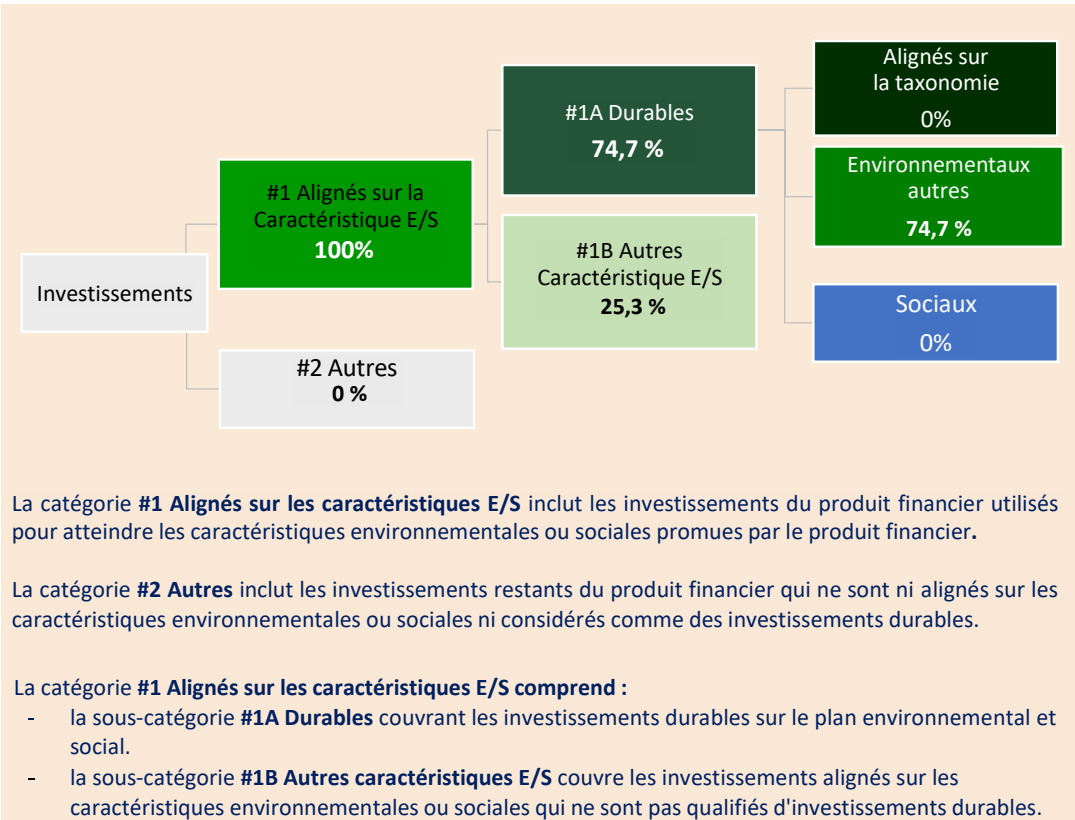 Investissements
#1 Alignés sur la
Caractéristique E/S
100%
#2 Autres
0 %
#1A Durables
74,7 %
#1B Autres
Caractéristique E/S
25,3 %
Alignés sur
la taxonomie
0%
Environnementaux
autres
74,7 %
Sociaux
0%
La catégorie #1 Alignés sur les caractéristiques E/S inclut les investissements du produit financier utilisés
pour atteindre les caractéristiques environnementales ou sociales promues par le produit financier.
La catégorie #2 Autres inclut les investissements restants du produit financier qui ne sont ni alignés sur les
caractéristiques environnementales ou sociales ni considérés comme des investissements durables.
La catégorie #1 Alignés sur les caractéristiques E/S comprend :
- la sous-catégorie #1A Durables couvrant les investissements durables sur le plan environnemental et
social.
- la sous-catégorie #1B Autres caractéristiques E/S couvre les investissements alignés sur les
caractéristiques environnementales ou sociales qui ne sont pas qualifiés d'investissements durables.